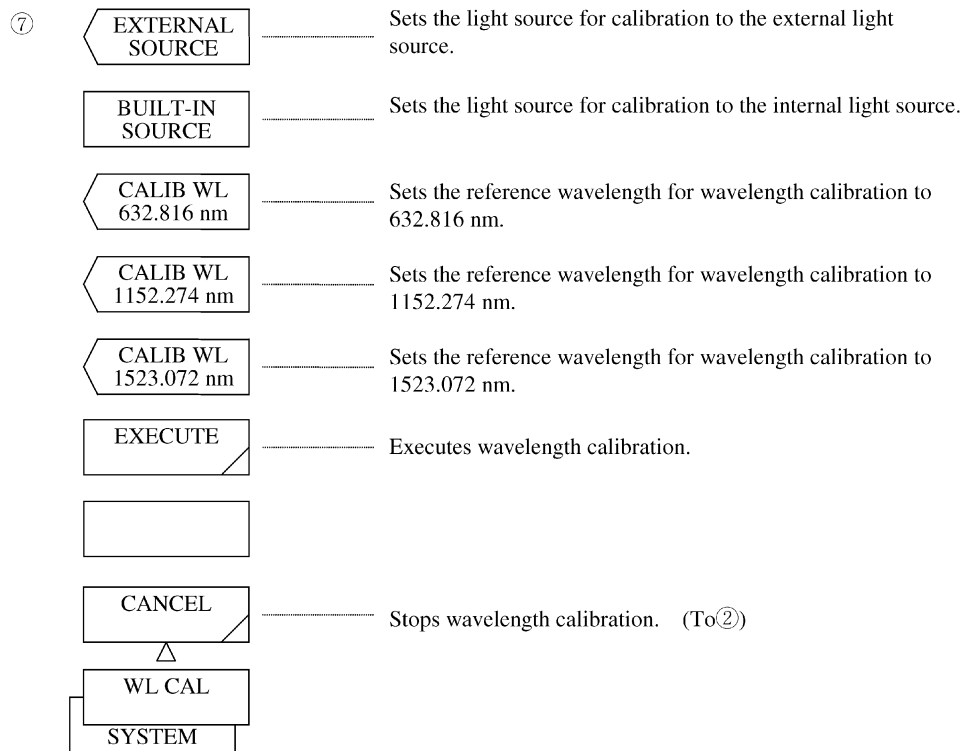 ⑦
EXTERNAL
SOURCE
Sets the light source for calibration to the external light
source.
BUILT-IN
SOURCE
Sets the light source for calibration to the internal light source.
CALIB WL
632.816 nm
Sets the reference wavelength for wavelength calibration to
632.816 nm.
CALIB WL
1152.274 nm
Sets the reference wavelength for wavelength calibration to
1152.274 nm.
CALIB WL
1523.072 nm
Sets the reference wavelength for wavelength calibration to
1523.072 nm.
EXECUTE
Executes wavelength calibration.
CANCEL
Stops wavelength calibration. (To②)
WL CAL
SYSTEM